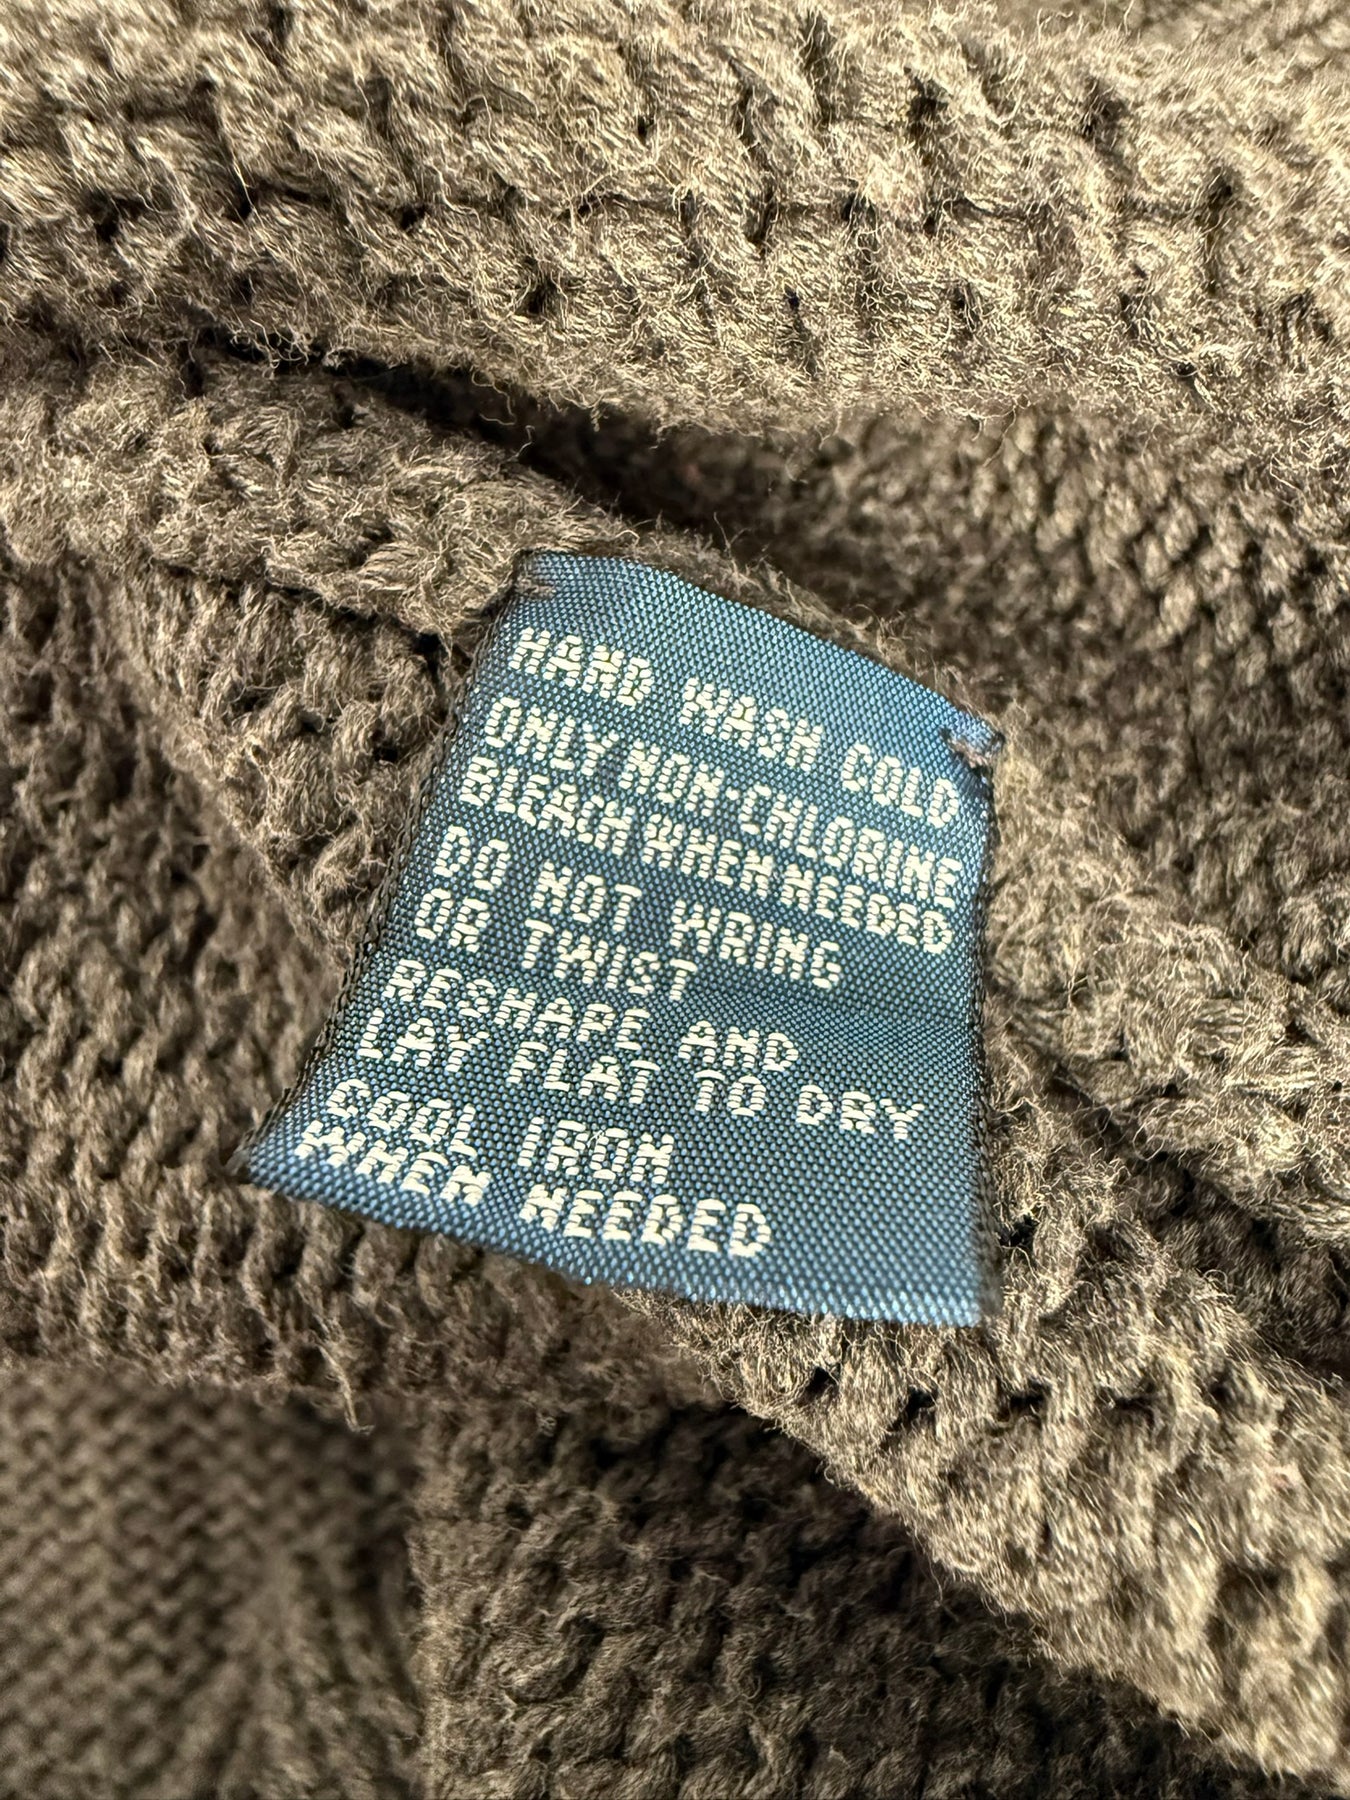 HAND WASH COLD
ONLY NON-CHLORINE
BLEACH WHEN NEEDED
DO NOT WRING
OR TWIST
RESHAPE AND
LAY FLAT TO DRY
COOL IRON
WHEN NEEDED